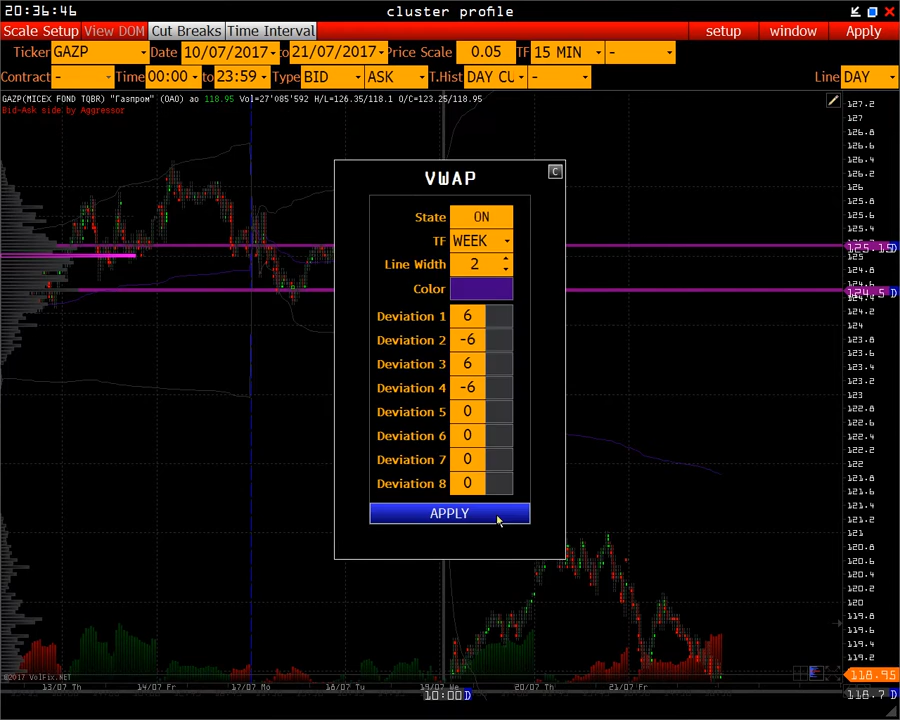 20:36:46 cluster profile
Scale Setup View DOM Cut Breaks Time Interval setup window Apply
Ticker GAZP Date 10/07/2017 to 21/07/2017 Price Scale 0.05 TF 15 MIN -
Contract - Time 00:00 to 23:59 Type BID ASK T.Hist DAY CU - Line DAY
GAZP(MICEX FOND TQBR) "Газпром" (ОАО) ао 118.95 Vol=27'085'592 H/L=126.35/118.1 O/C=123.25/118.95
Bid-Ask side by Aggressor
VWAP
C
State ON
TF WEEK
Line Width 2
Color
Deviation 1 6
Deviation 2 -6
Deviation 3 6
Deviation 4 -6
Deviation 5 0
Deviation 6 0
Deviation 7 0
Deviation 8 0
APPLY
127.2
127
126.8
126.6
126.4
126.2
126
125.8
125.6
125.4
125.15D
125
124.8
124.5 D
124.2
124
123.8
123.6
123.4
123.2
123
122.8
122.6
122.4
122.2
122
121.8
121.6
121.4
121.2
121
120.8
120.6
120.4
120.2
120
119.8
119.6
119.4
119.2
118.95
118.7 D
©2017 VolFix.NET
13/07 Th 14/07 Fr 17/07 Mo 18/07 Tu 19/07 We 20/07 Th 21/07 Fr
10:00 D